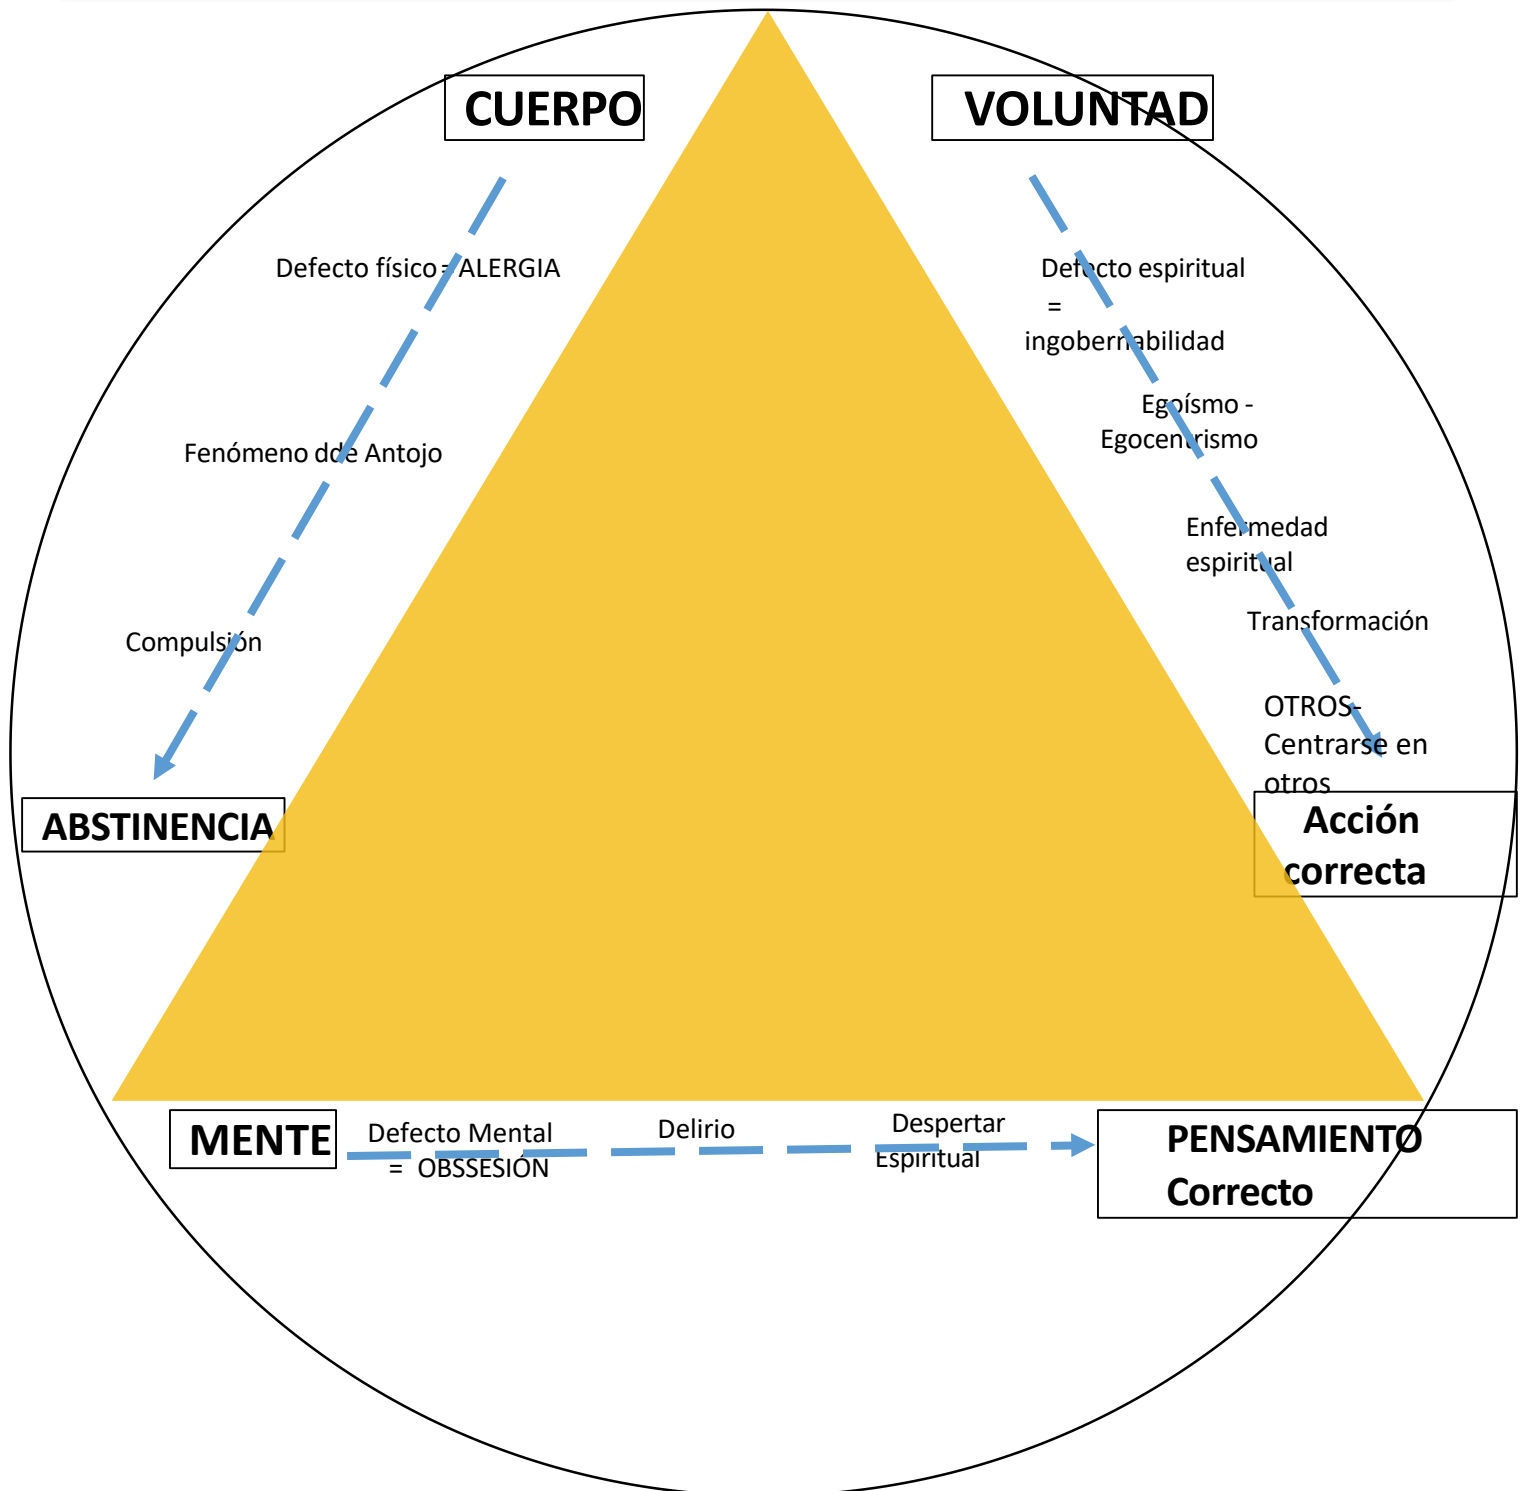 CUERPO
VOLUNTAD
Defecto físico = ALERGIA
Defecto espiritual
=
ingobernabilidad
Egoísmo -
Egocentrismo
Fenómeno dde Antojo
Enfermedad
espiritual
Transformación
Compulsión
OTROS-
Centrarse en
otros
ABSTINENCIA
Acción
correcta
MENTE
Defecto Mental
= OBSSESIÓN
Delirio
Despertar
Espiritual
PENSAMIENTO
Correcto